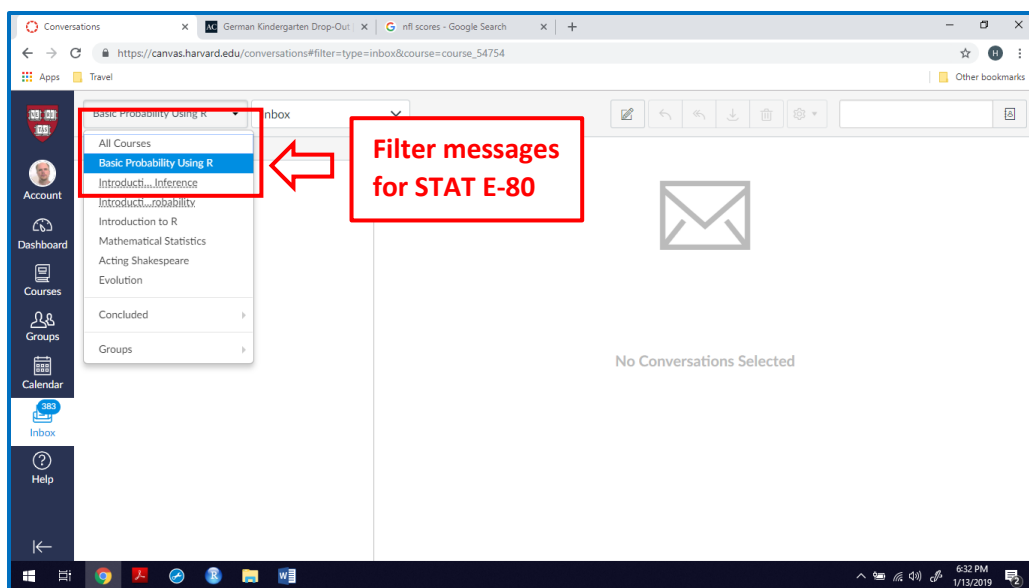 Conversations
German Kindergarten Drop-Out
nfl scores - Google Search
https://canvas.harvard.edu/conversations#filter=type=inbox&course=course_54754
H
Apps
Travel
Other bookmarks
Basic Probability Using R
nbox
All Courses
Basic Probability Using R
Introducti... Inference
Introducti...robability
Introduction to R
Mathematical Statistics
Acting Shakespeare
Evolution
Concluded
Groups
Filter messages
for STAT E-80
Account
Dashboard
Courses
Groups
Calendar
383
Inbox
Help
No Conversations Selected
6:32 PM
1/13/2019